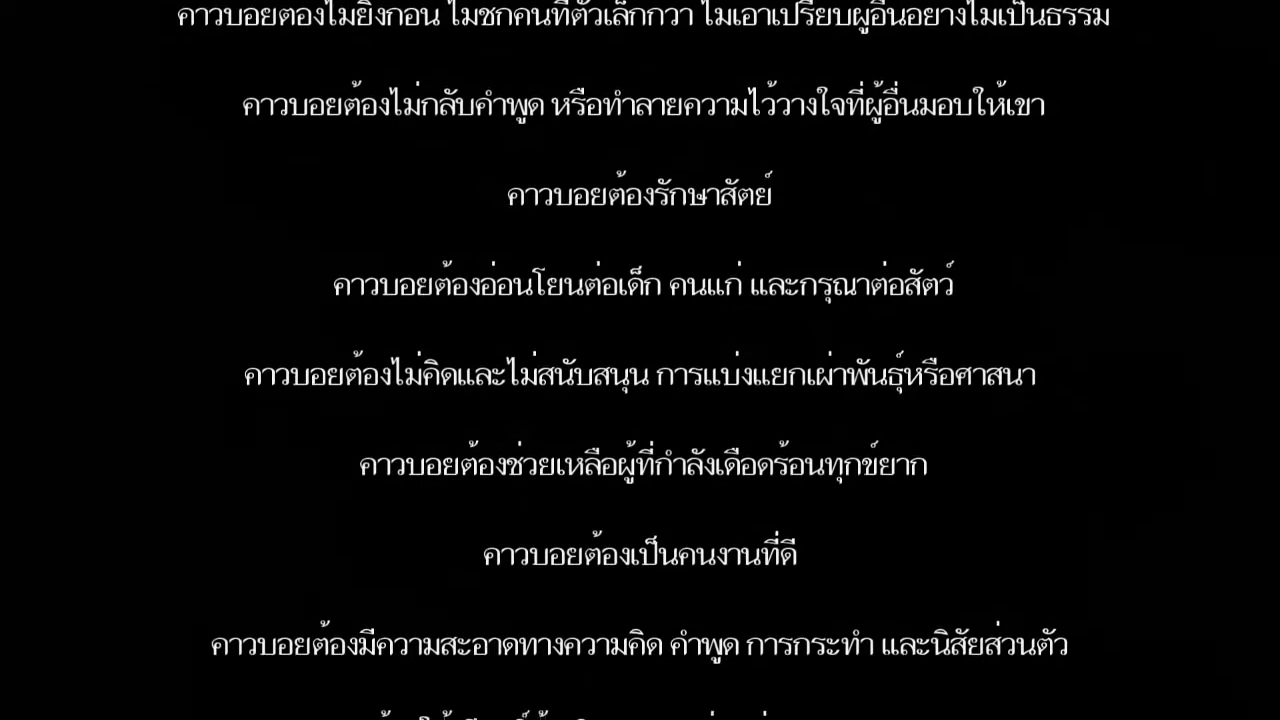 คาวบอยต้องไม่ยิงก่อน ไม่ชกคนที่ตัวเล็กกว่า ไม่เอาเปรียบผู้อื่นอย่างไม่เป็นธรรม
คาวบอยต้องไม่กลับคำพูด หรือทำลายความไว้วางใจที่ผู้อื่นมอบให้เขา
คาวบอยต้องรักษาสัตย์
คาวบอยต้องอ่อนโยนต่อเด็ก คนแก่ และกรุณาต่อสัตว์
คาวบอยต้องไม่คิดและไม่สนับสนุน การแบ่งแยกเผ่าพันธุ์หรือศาสนา
คาวบอยต้องช่วยเหลือผู้ที่กำลังเดือดร้อนทุกข์ยาก
คาวบอยต้องเป็นคนงานที่ดี
คาวบอยต้องมีความสะอาดทางความคิด คำพูด การกระทำ และนิสัยส่วนตัว